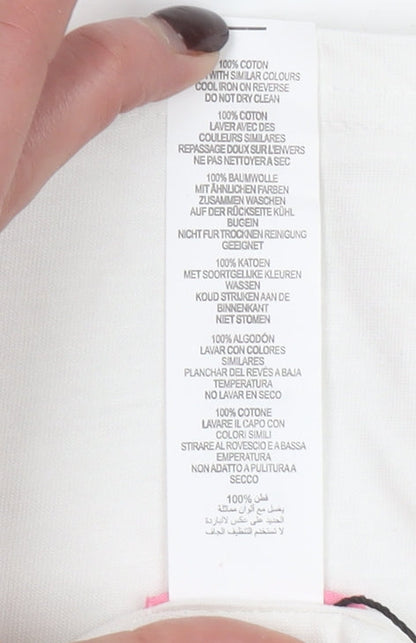 100% COTON
WITH SIMILAR COLOURS
COOL IRON ON REVERSE
DO NOT DRY CLEAN
100% COTON
LAVER AVEC DES
COULEURS SIMILARES
REPASSAGE DOUX SUR L'ENVERS
NE PAS NETTOYER A SEC
100% BAUMWOLLE
MIT ÄHNLICHEN FARBEN
ZUSAMMEN WASCHEN
AUF DER RÜCKSEITE KÜHL
BUGEIN
NICHT FUR TROCKNEN REINIGUNG
GEEIGNET
100% KATOEN
MET SOORTGELIJKE KLEUREN
WASSEN
KOUD STRIJKEN AAN DE
BINNENKANT
NIET STOMEN
100% ALGODÓN
LAVAR CON COLORES
SIMILARES
PLANCHAR DEL REVÉS A BAJA
TEMPERATURA
NO LAVAR EN SECO
100% COTONE
LAVARE IL CAPO CON
COLORI SIMILI
STIRARE AL ROVESCIO E A BASSA
EMPERATURA
NON ADATTO A PULITURA A
SECCO
قطن %100
يغسل مع ألوان مماثلة
الحديد على عكس لانباردة
لا تستخدم التنظيف الجاف